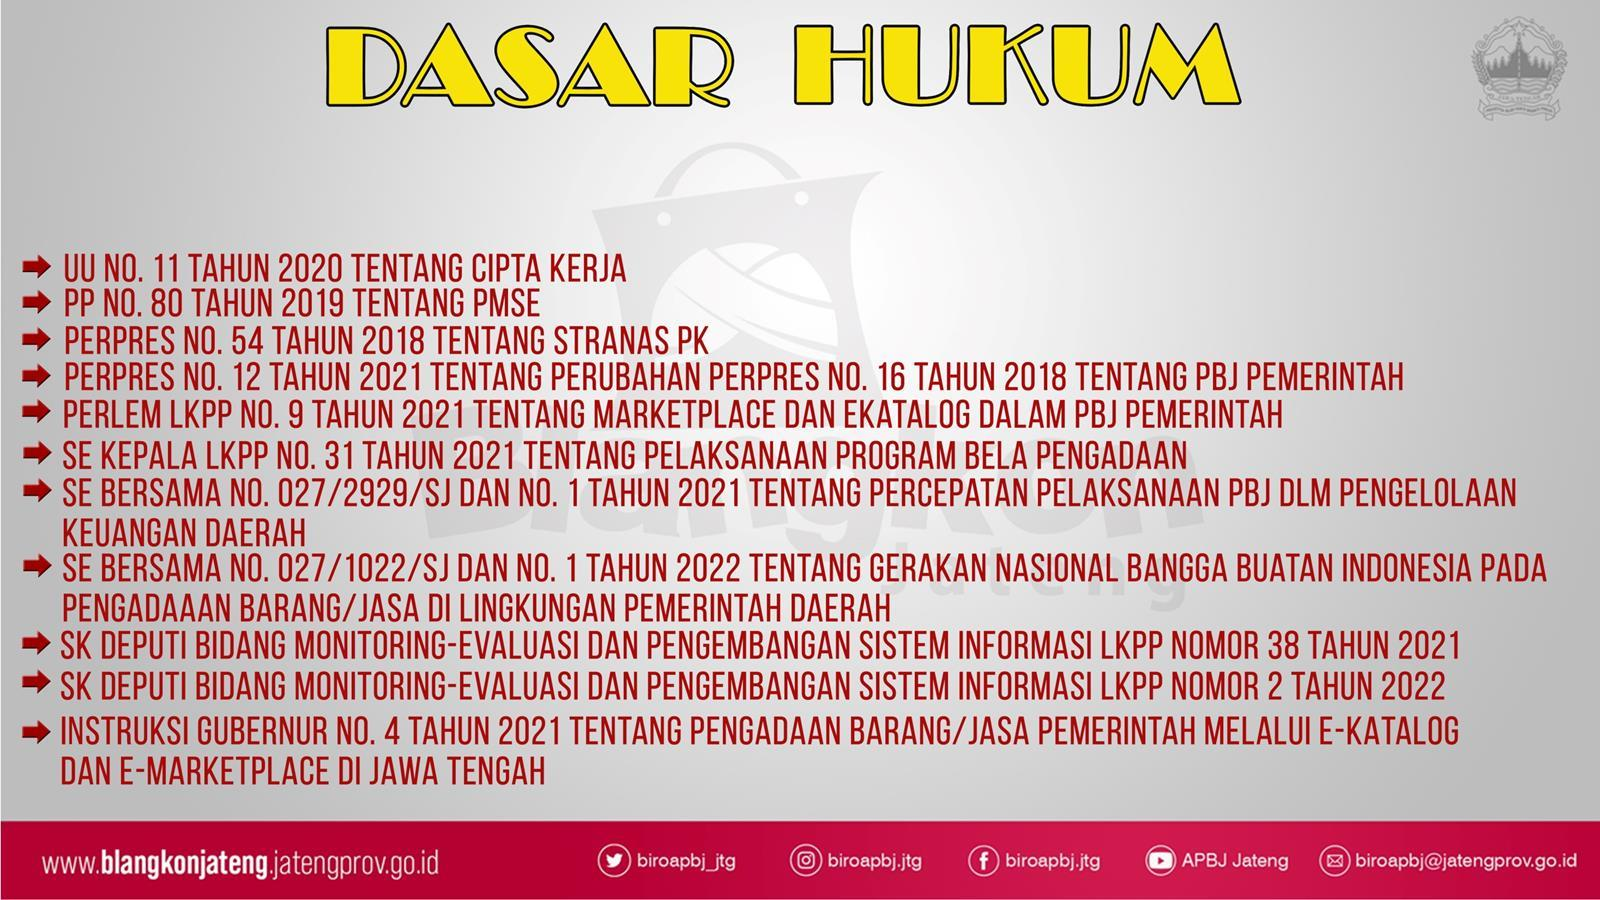 DASAR HUKUM
UU NO. 11 TAHUN 2020 TENTANG CIPTA KERJA
PP NO. 80 TAHUN 2019 TENTANG PMSE
PERPRES NO. 54 TAHUN 2018 TENTANG STRANAS PK
PERPRES NO. 12 TAHUN 2021 TENTANG PERUBAHAN PERPRES NO. 16 TAHUN 2018 TENTANG PBJ PEMERINTAH
PERLEM LKPP NO. 9 TAHUN 2021 TENTANG MARKETPLACE DAN EKATALOG DALAM PBJ PEMERINTAH
SE KEPALA LKPP NO. 31 TAHUN 2021 TENTANG PELAKSANAAN PROGRAM BELA PENGADAAN
SE BERSAMA NO. 027/2929/SJ DAN NO. 1 TAHUN 2021 TENTANG PERCEPATAN PELAKSANAAN PBJ DLM PENGELOLAAN
KEUANGAN DAERAH
SE BERSAMA NO. 027/1022/SJ DAN NO. 1 TAHUN 2022 TENTANG GERAKAN NASIONAL BANGGA BUATAN INDONESIA PADA
PENGADAAAN BARANG/JASA DI LINGKUNGAN PEMERINTAH DAERAH
SK DEPUTI BIDANG MONITORING-EVALUASI DAN PENGEMBANGAN SISTEM INFORMASI LKPP NOMOR 38 TAHUN 2021
SK DEPUTI BIDANG MONITORING-EVALUASI DAN PENGEMBANGAN SISTEM INFORMASI LKPP NOMOR 2 TAHUN 2022
INSTRUKSI GUBERNUR NO. 4 TAHUN 2021 TENTANG PENGADAAN BARANG/JASA PEMERINTAH MELALUI E-KATALOG
DAN E-MARKETPLACE DI JAWA TENGAH
Blangkon
jateng
www.blangkonjateng.jatengprov.go.id biroapbj_jtg biroapbj.jtg biroapbj.jtg APBJ Jateng biroapbj@jatengprov.go.id